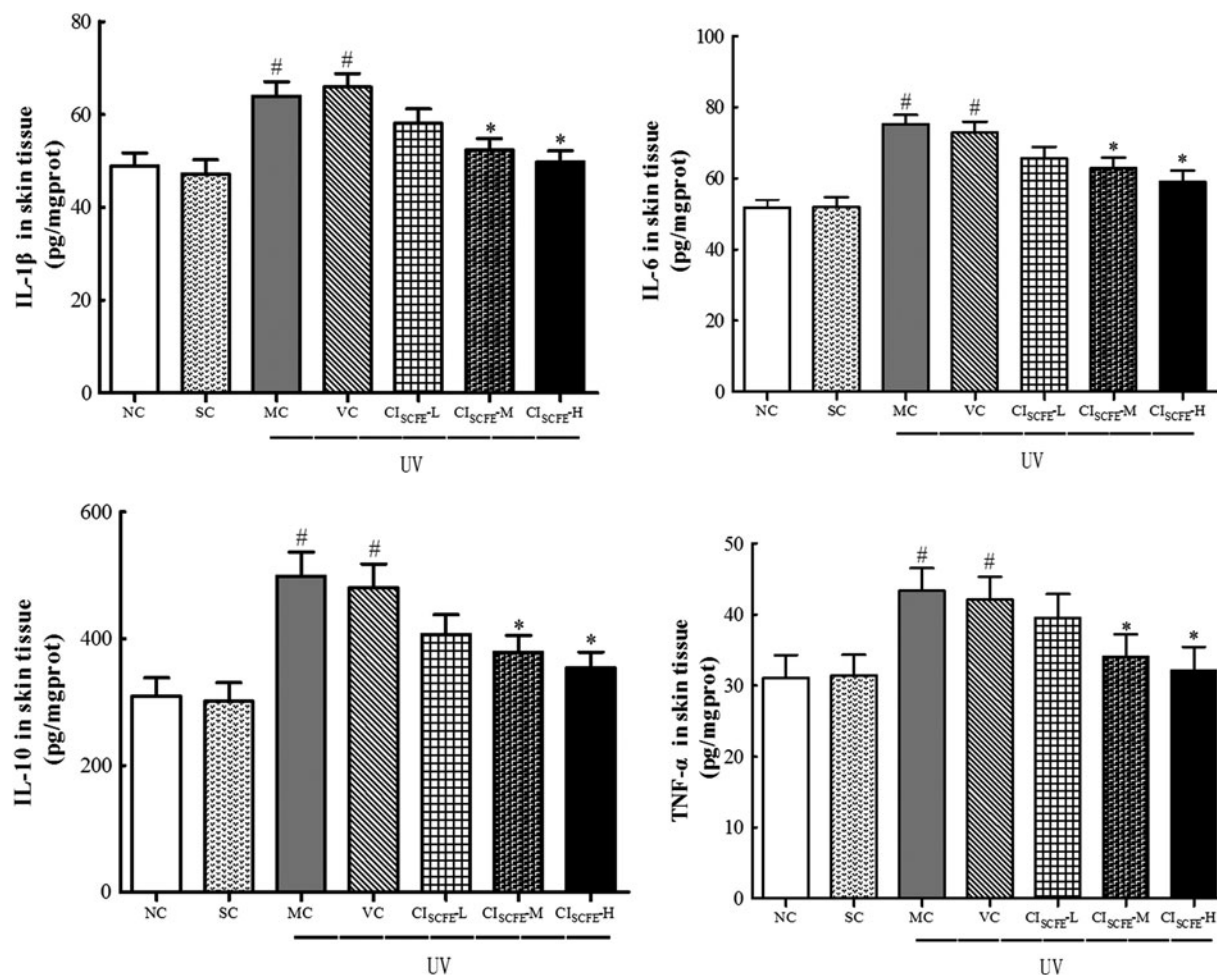 IL-1β in skin tissue
(pg/mgprot)
80
60
40
20
0
#
#
*
*
NC SC MC VC CISCFE-L CISCFE-M CISCFE-H
UV
IL-6 in skin tissue
(pg/mgprot)
100
80
60
40
20
0
#
#
*
*
NC SC MC VC CISCFE-L CISCFE-M CISCFE-H
UV
IL-10 in skin tissue
(pg/mgprot)
600
400
200
0
#
#
*
*
NC SC MC VC CISCFE-L CISCFE-M CISCFE-H
UV
TNF-α in skin tissue
(pg/mgprot)
50
40
30
20
10
0
#
#
*
*
NC SC MC VC CISCFE-L CISCFE-M CISCFE-H
UV